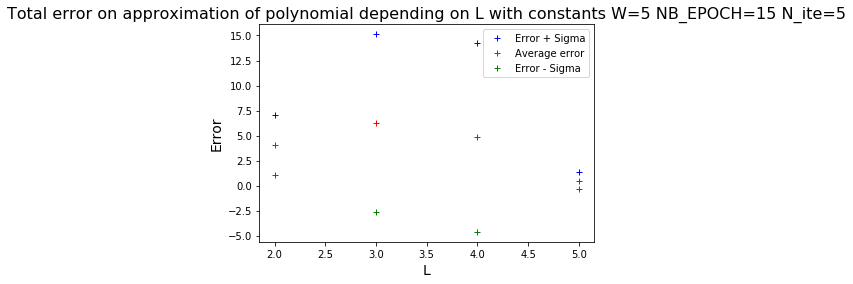 Total error on approximation of polynomial depending on L with constants W=5 NB_EPOCH=15 N_ite=5
15.0
12.5
10.0
7.5
5.0
2.5
0.0
−2.5
−5.0
Error
Error + Sigma
Average error
Error - Sigma
2.0 2.5 3.0 3.5 4.0 4.5 5.0
L